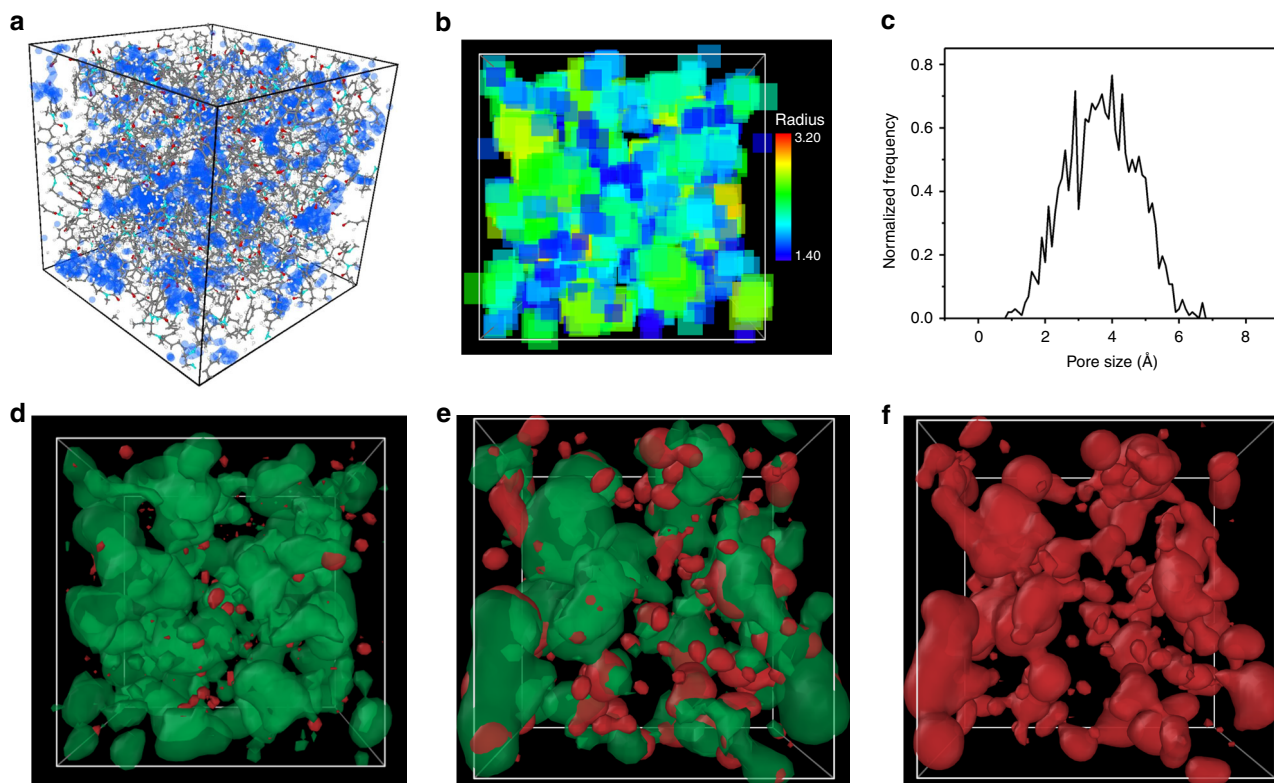 a
b
Radius
3.20
1.40
c
0.8
0.6
0.4
0.2
0.0
Normalized frequency
0 2 4 6 8
Pore size (Å)
d
e
f